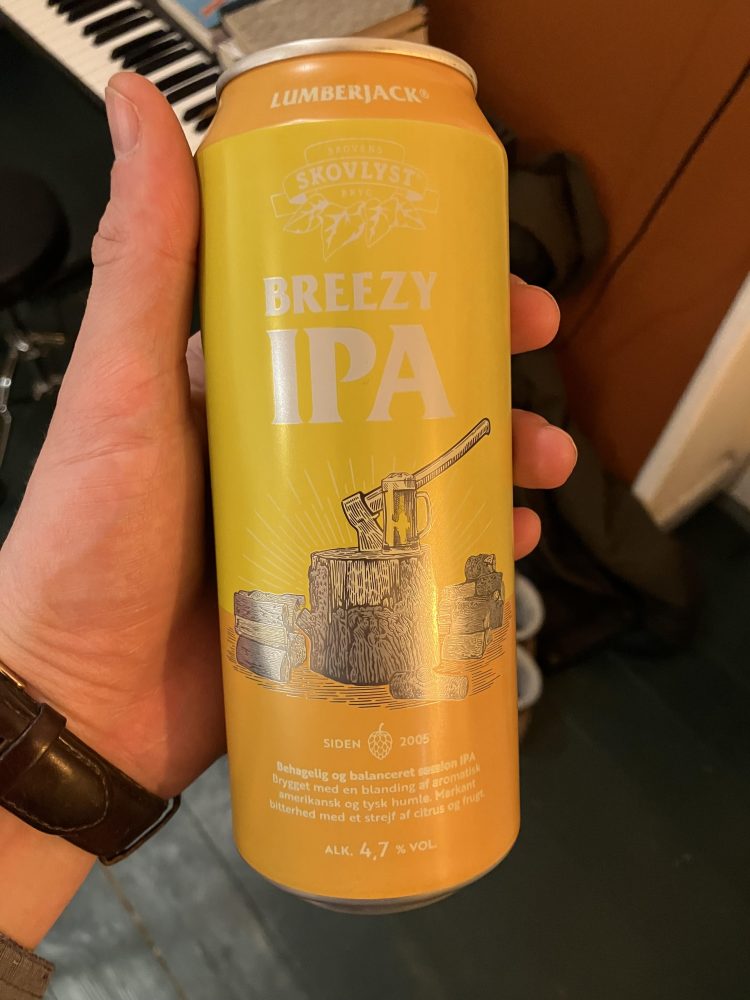 LUMBERJACK®
SKOVENS
SKOVLYST
BRYG
BREEZY
IPA
SIDEN 2005
Behagelig og balanceret session IPA
Brygget med en blanding af aromatisk
amerikansk og tysk humle. Markant
bitterhed med et strejf af citrus og frugt.
ALK. 4,7 % VOL.